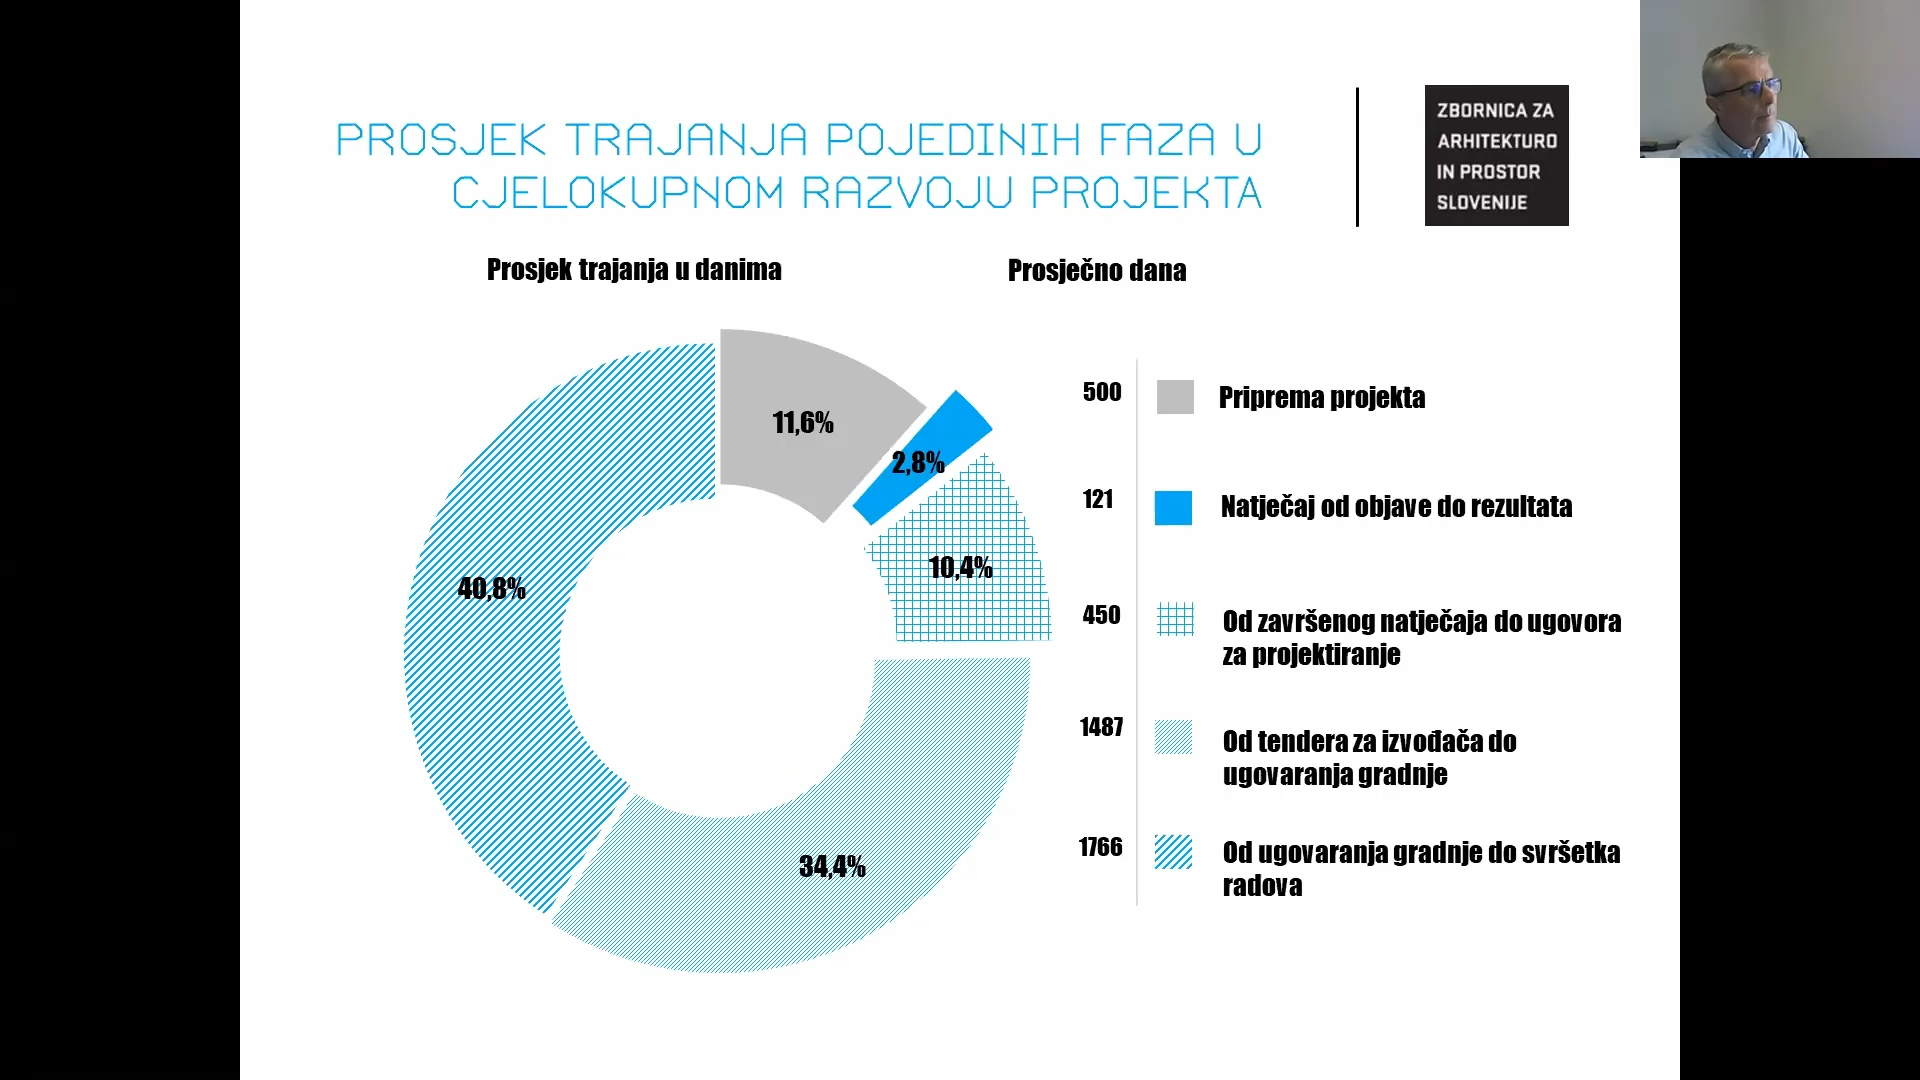 PROSJEK TRAJANJA POJEDINIH FAZA U
CJELOKUPNOM RAZVOJU PROJEKTA
ZBORNICA ZA
ARHITEKTURO
IN PROSTOR
SLOVENIJE
Prosjek trajanja u danima
Prosječno dana
11,6%
2,8%
10,4%
40,8%
34,4%
500
Priprema projekta
121
Natječaj od objave do rezultata
450
Od završenog natječaja do ugovora
za projektiranje
1487
Od tendera za izvođača do
ugovaranja gradnje
1766
Od ugovaranja gradnje do svršetka
radova